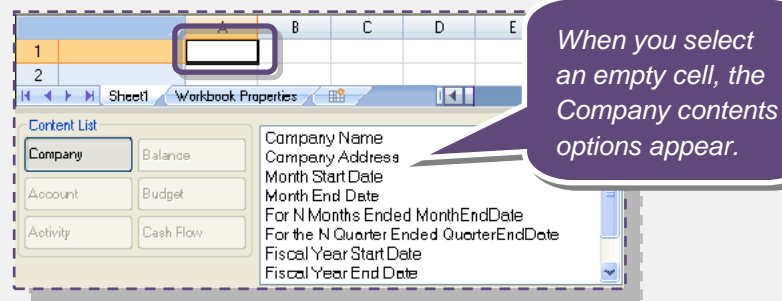 A B C D E
1
2
Sheet1 Workbook Properties
Content List
Company Balance
Account Budget
Activity Cash Flow
Company Name
Company Address
Month Start Date
Month End Date
For N Months Ended MonthEndDate
For the N Quarter Ended QuarterEndDate
Fiscal Year Start Date
Fiscal Year End Date
When you select
an empty cell, the
Company contents
options appear.